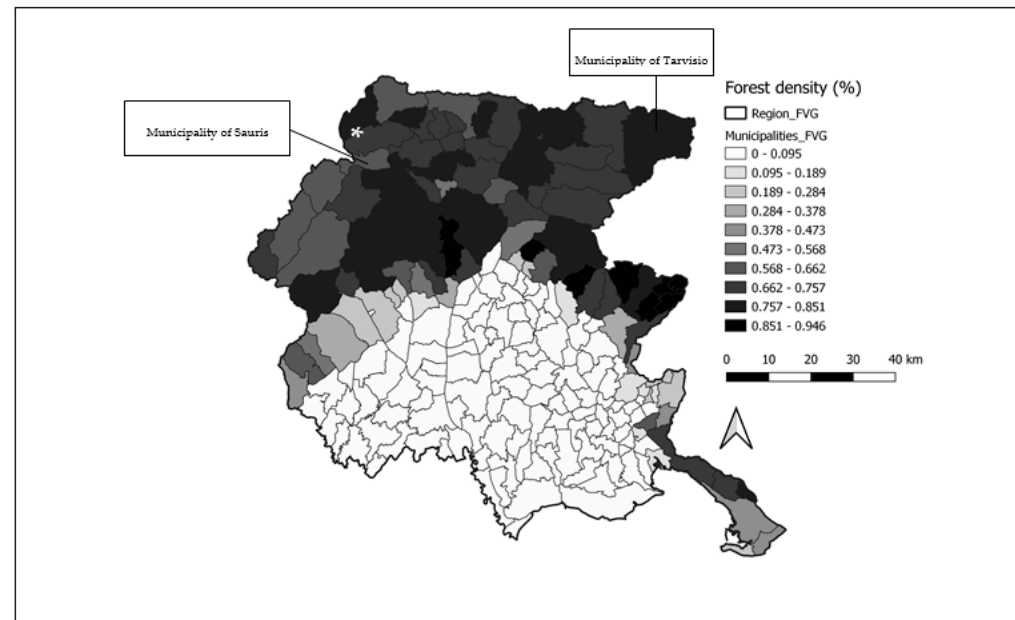 Municipality of Tarvisio
Municipality of Sauris
*
Forest density (%)
Region_FVG
Municipalities_FVG
0 - 0.095
0.095 - 0.189
0.189 - 0.284
0.284 - 0.378
0.378 - 0.473
0.473 - 0.568
0.568 - 0.662
0.662 - 0.757
0.757 - 0.851
0.851 - 0.946
0 10 20 30 40 km